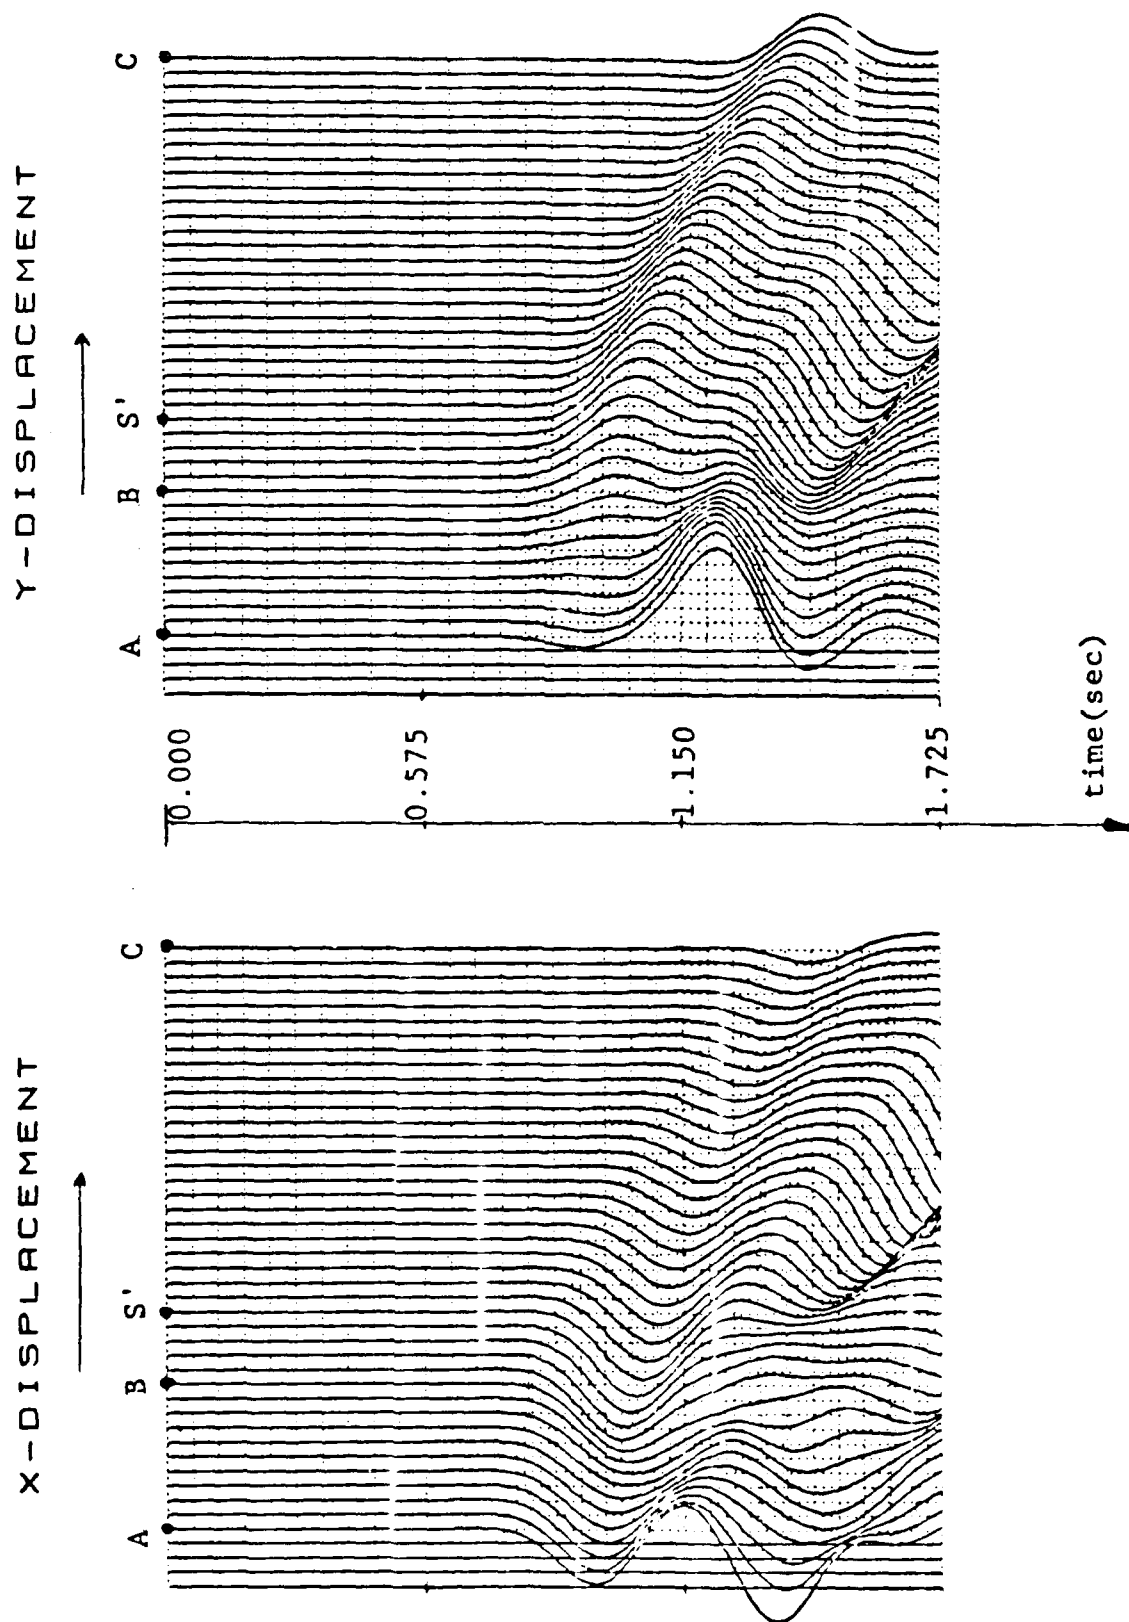 Y-DISPLACEMENT
A B S' C
0.000
0.575
1.150
1.725
time(sec)
X-DISPLACEMENT
A B S' C